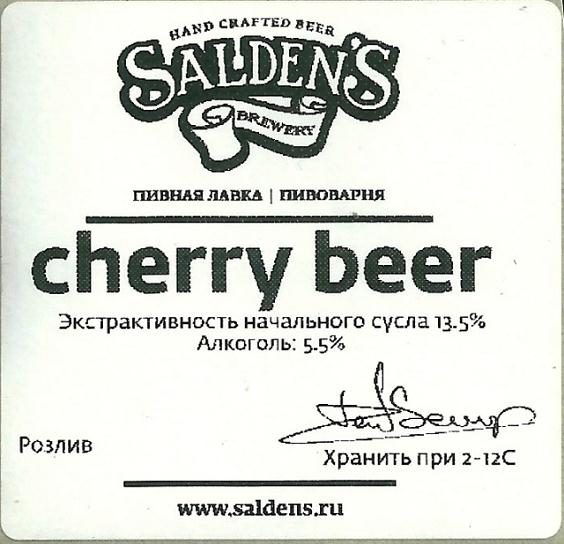 HAND CRAFTED BEER
SALDEN'S
BREWERY
ПИВНАЯ ЛАВКА | ПИВОВАРНЯ
cherry beer
Экстрактивность начального сусла 13.5%
Алкоголь: 5.5%
Розлив
Хранить при 2-12С
www.saldens.ru